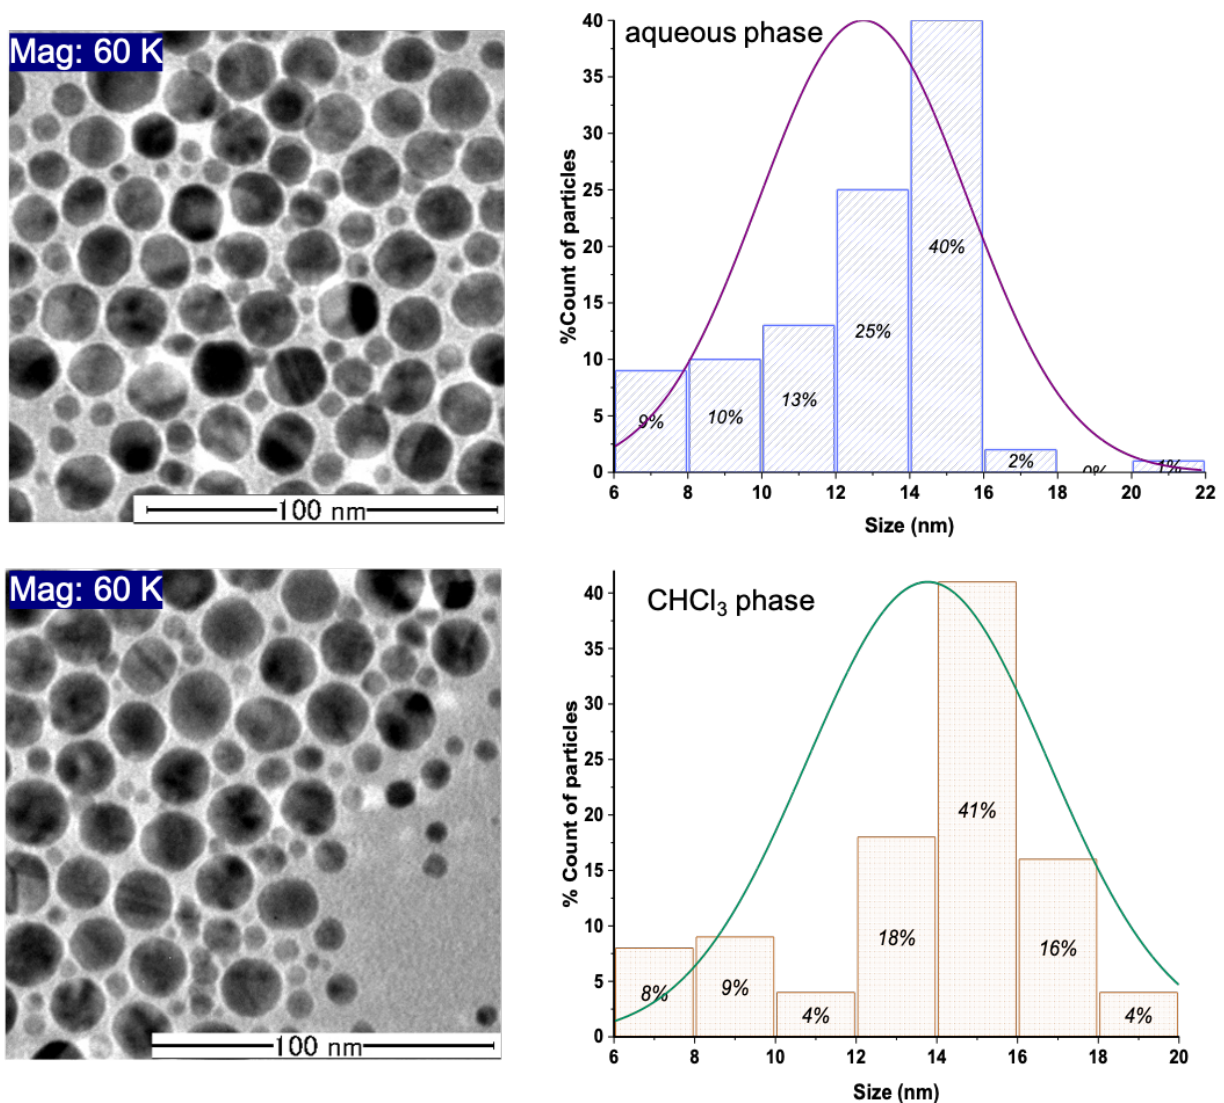 Mag: 60 K
100 nm
aqueous phase
%Count of particles
40
35
30
25
20
15
10
5
0
9%
10%
13%
25%
40%
2%
0%
1%
6 8 10 12 14 16 18 20 22
Size (nm)
Mag: 60 K
100 nm
CHCl₃ phase
% Count of particles
40
35
30
25
20
15
10
5
0
8%
9%
4%
18%
41%
16%
4%
6 8 10 12 14 16 18 20
Size (nm)